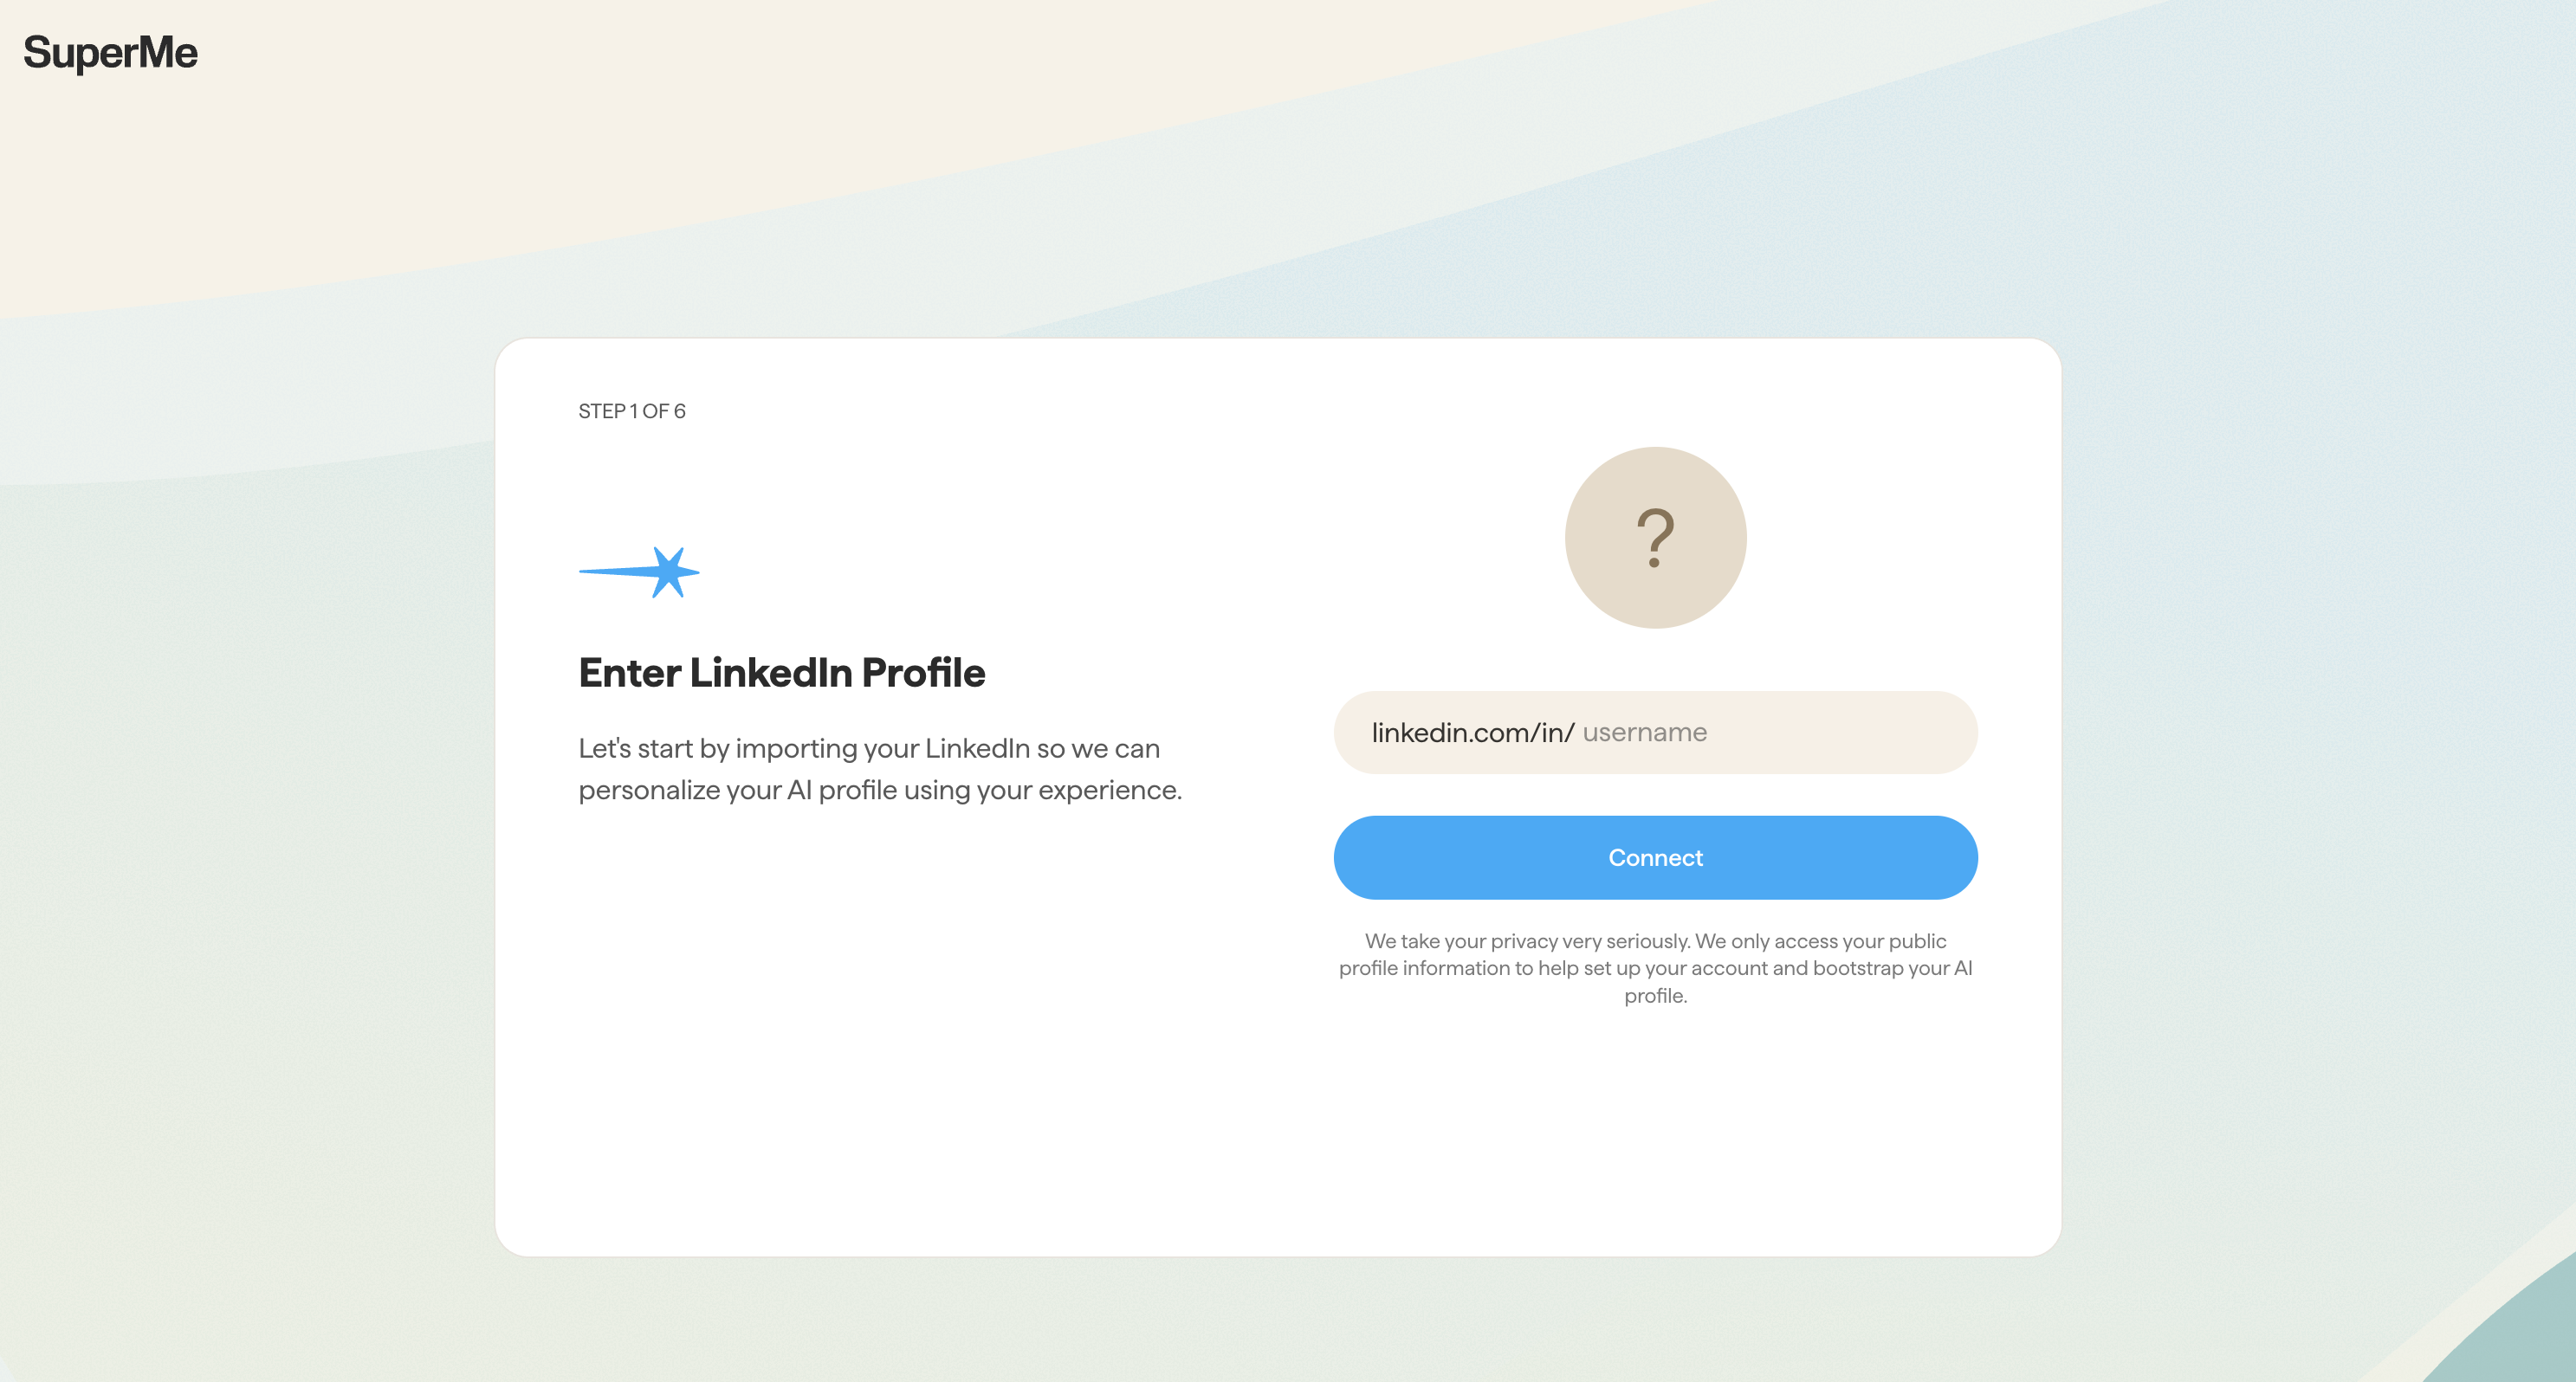 SuperMe
STEP 1 OF 6
Enter LinkedIn Profile
Let's start by importing your LinkedIn so we can
personalize your AI profile using your experience.
?
linkedin.com/in/ username
Connect
We take your privacy very seriously. We only access your public
profile information to help set up your account and bootstrap your AI
profile.